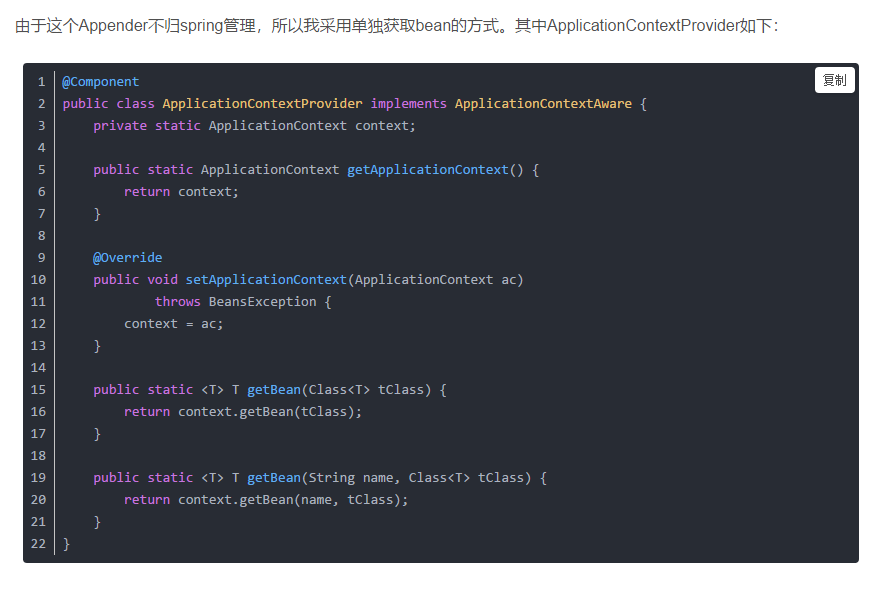 由于这个Appender不归spring管理，所以我采用单独获取bean的方式。其中ApplicationContextProvider如下：
复制
1 @Component
2 public class ApplicationContextProvider implements ApplicationContextAware {
3     private static ApplicationContext context;
4
5     public static ApplicationContext getApplicationContext() {
6         return context;
7     }
8
9     @Override
10     public void setApplicationContext(ApplicationContext ac)
11             throws BeansException {
12         context = ac;
13     }
14
15     public static <T> T getBean(Class<T> tClass) {
16         return context.getBean(tClass);
17     }
18
19     public static <T> T getBean(String name, Class<T> tClass) {
20         return context.getBean(name, tClass);
21     }
22 }